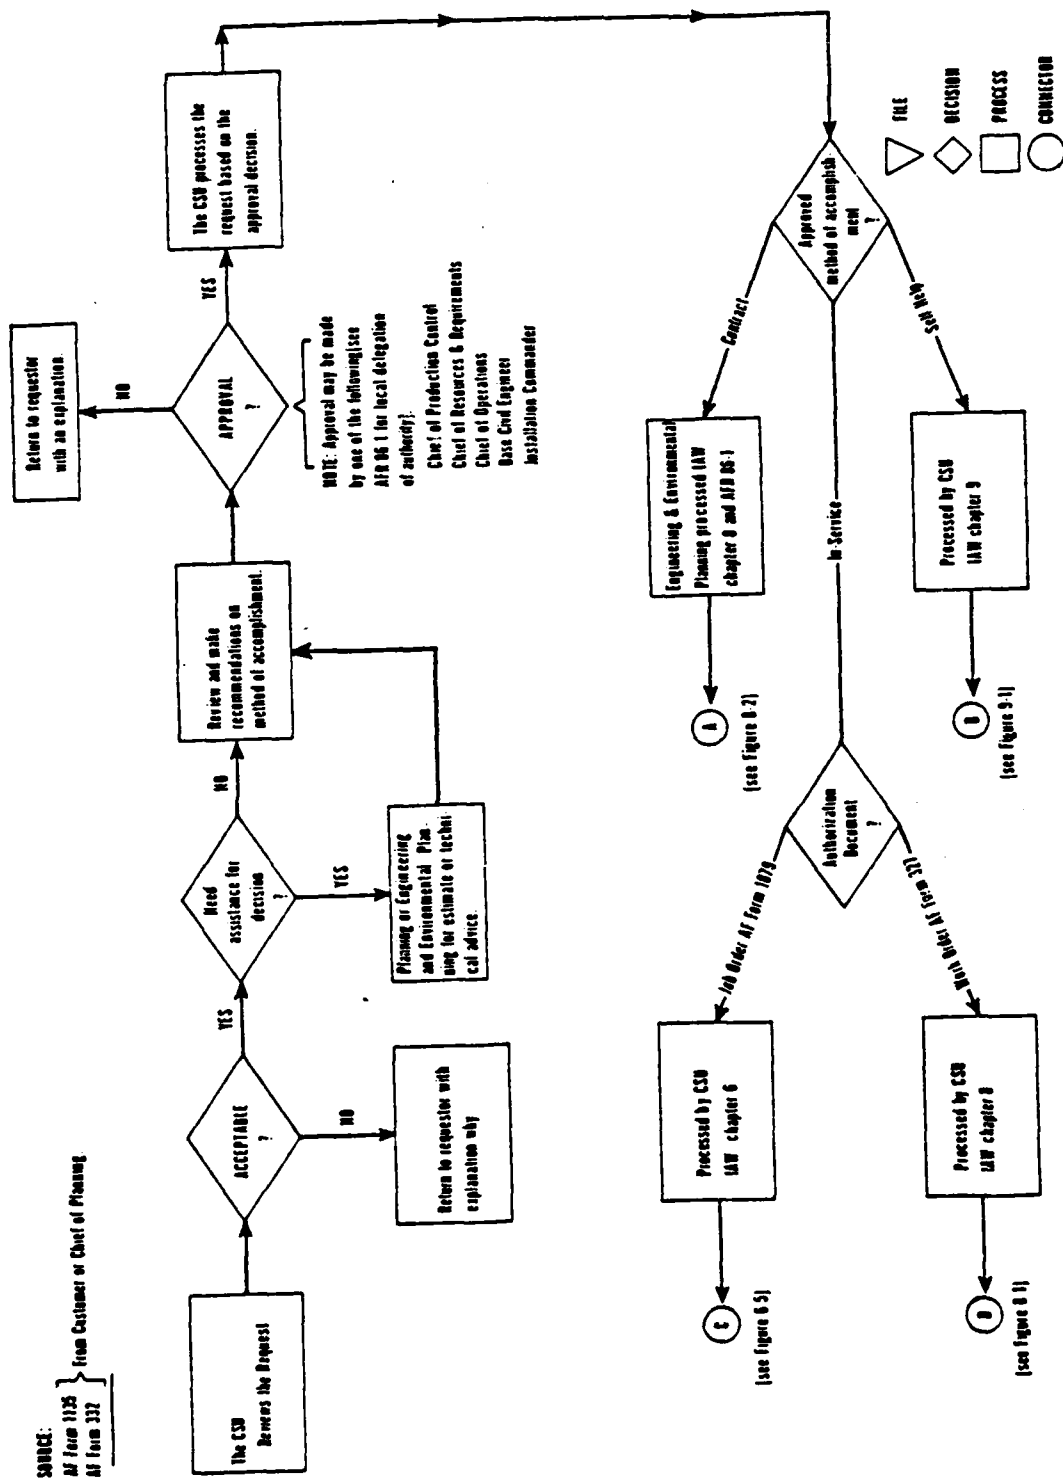 SOURCE:
AF Form 1135
AF Form 332
From Customer or Chief of Planning
The CSU
Reviews the Request
ACCEPTABLE
?
NO
Return to requestor with
explanation why
YES
Need
assistance for
decision
?
YES
Planning or Engineering
and Environmental Plan
ning for estimate or techni
cal advice.
NO
Review and make
recommendations on
method of accomplishment.
APPROVAL
?
NO
Return to requestor
with an explanation.
NOTE: Approval may be made
by one of the following(see
AFR 86 1 for local delegation
of authority).
Chief of Production Control
Chief of Resources & Requirements
Chief of Operations
Base Civil Engineer
Installation Commander
YES
The CSU processes the
request based on the
approval decision.
Approved
method of accomplish
ment
?
Contract
Engineering & Environmental
Planning processed IAW
chapter 8 and AFR 86-1
A
(see Figure 8-2)
In-Service
Authorization
Document
?
Job Order AF Form 1879
Processed by CSU
IAW chapter 6
C
(see Figure 6 5)
Work Order AF Form 327
Processed by CSU
IAW chapter 8
D
(see Figure 8 1)
Self Help
Processed by CSU
IAW chapter 9
B
(see Figure 9-1)
FILE
DECISION
PROCESS
CONNECTOR